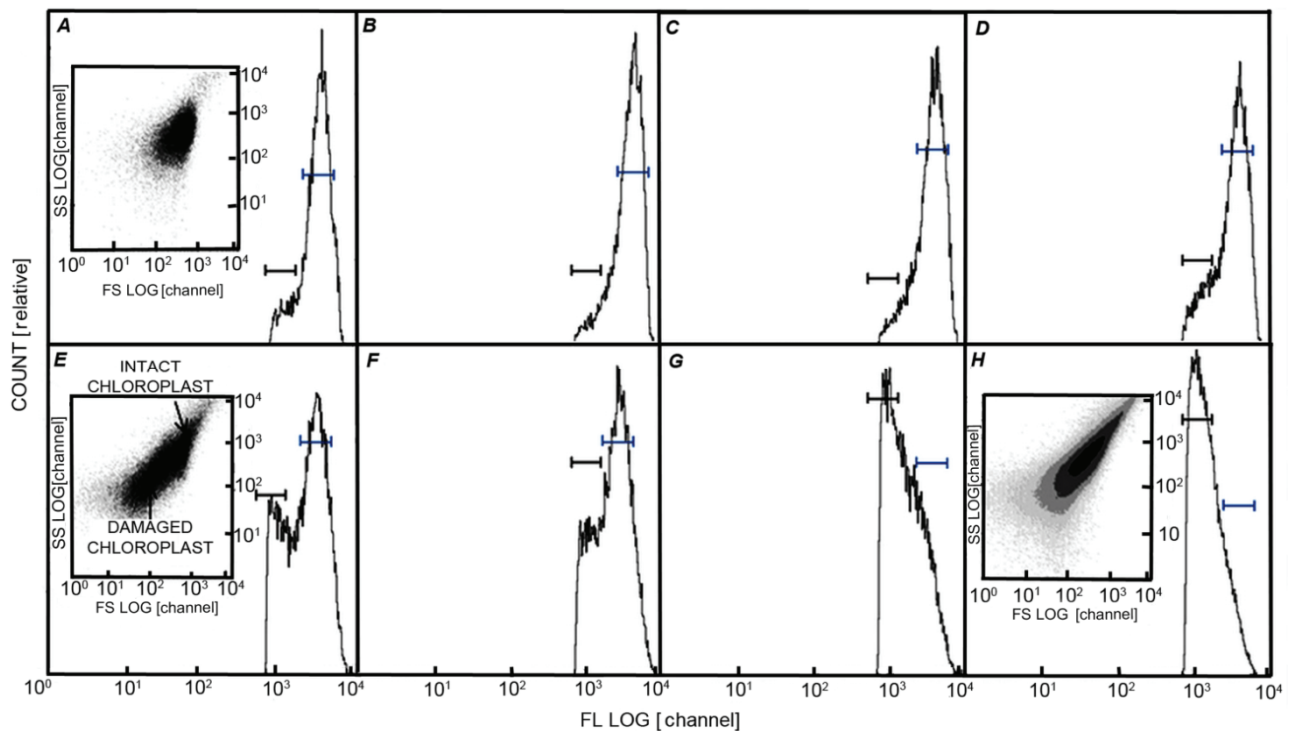 A
B
C
D
SS LOG[channel]
10⁴
10³
10²
10¹
10⁰ 10¹ 10² 10³ 10⁴
FS LOG [channel]
COUNT [relative]
E
F
G
H
INTACT
CHLOROPLAST
SS LOG[channel]
10⁴
10³
10²
10¹
DAMAGED
CHLOROPLAST
10⁰ 10¹ 10² 10³ 10⁴
FS LOG [channel]
SS LOG[channel]
10⁴
10³
10²
10
10⁰ 10¹ 10² 10³ 10⁴
FS LOG [channel]
10⁰ 10¹ 10² 10³ 10⁴ 10¹ 10² 10³ 10⁴ 10¹ 10² 10³ 10⁴ 10¹ 10² 10³ 10⁴
FL LOG [ channel]